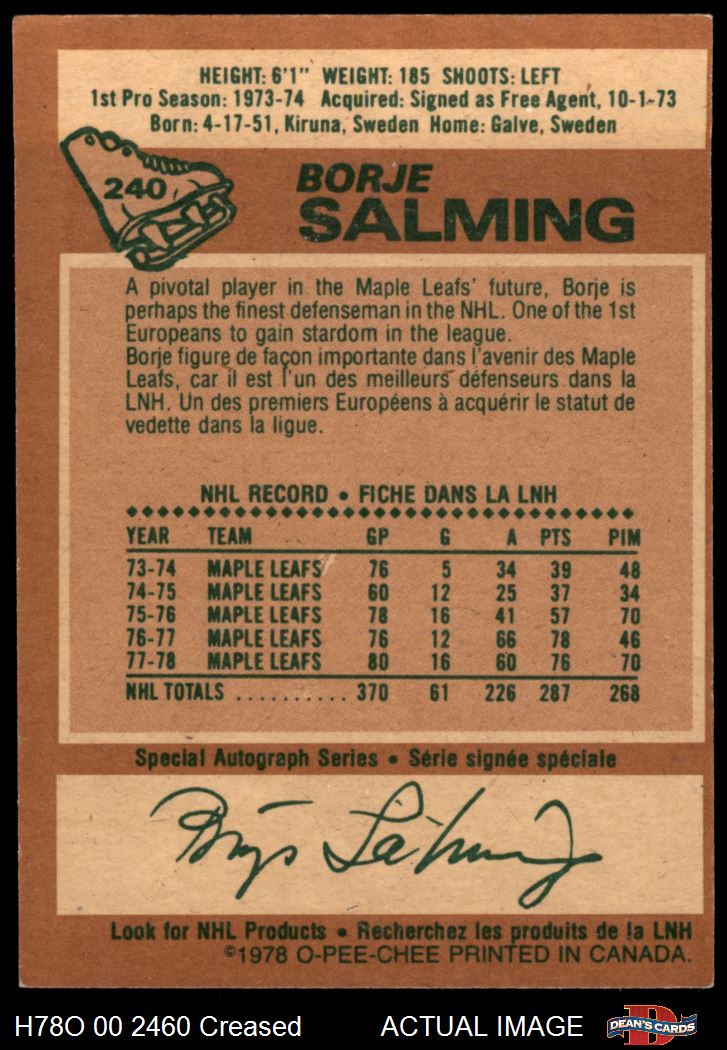 HEIGHT: 6'1" WEIGHT: 185 SHOOTS: LEFT
1st Pro Season: 1973-74 Acquired: Signed as Free Agent, 10-1-73
Born: 4-17-51, Kiruna, Sweden Home: Galve, Sweden
240
BORJE
SALMING
A pivotal player in the Maple Leafs' future, Borje is
perhaps the finest defenseman in the NHL. One of the 1st
Europeans to gain stardom in the league.
Borje figure de façon importante dans l'avenir des Maple
Leafs, car il est l'un des meilleurs défenseurs dans la
LNH. Un des premiers Européens à acquérir le statut de
vedette dans la ligue.
NHL RECORD • FICHE DANS LA LNH
YEAR TEAM GP G A PTS PIM
73-74 MAPLE LEAFS 76 5 34 39 48
74-75 MAPLE LEAFS 60 12 25 37 34
75-76 MAPLE LEAFS 78 16 41 57 70
76-77 MAPLE LEAFS 76 12 66 78 46
77-78 MAPLE LEAFS 80 16 60 76 70
NHL TOTALS .......... 370 61 226 287 268
Special Autograph Series • Série signée spéciale
Börje Salming
Look for NHL Products • Recherchez les produits de la LNH
©1978 O-PEE-CHEE PRINTED IN CANADA.
H78O 00 2460 Creased ACTUAL IMAGE
DEAN'S CARDS